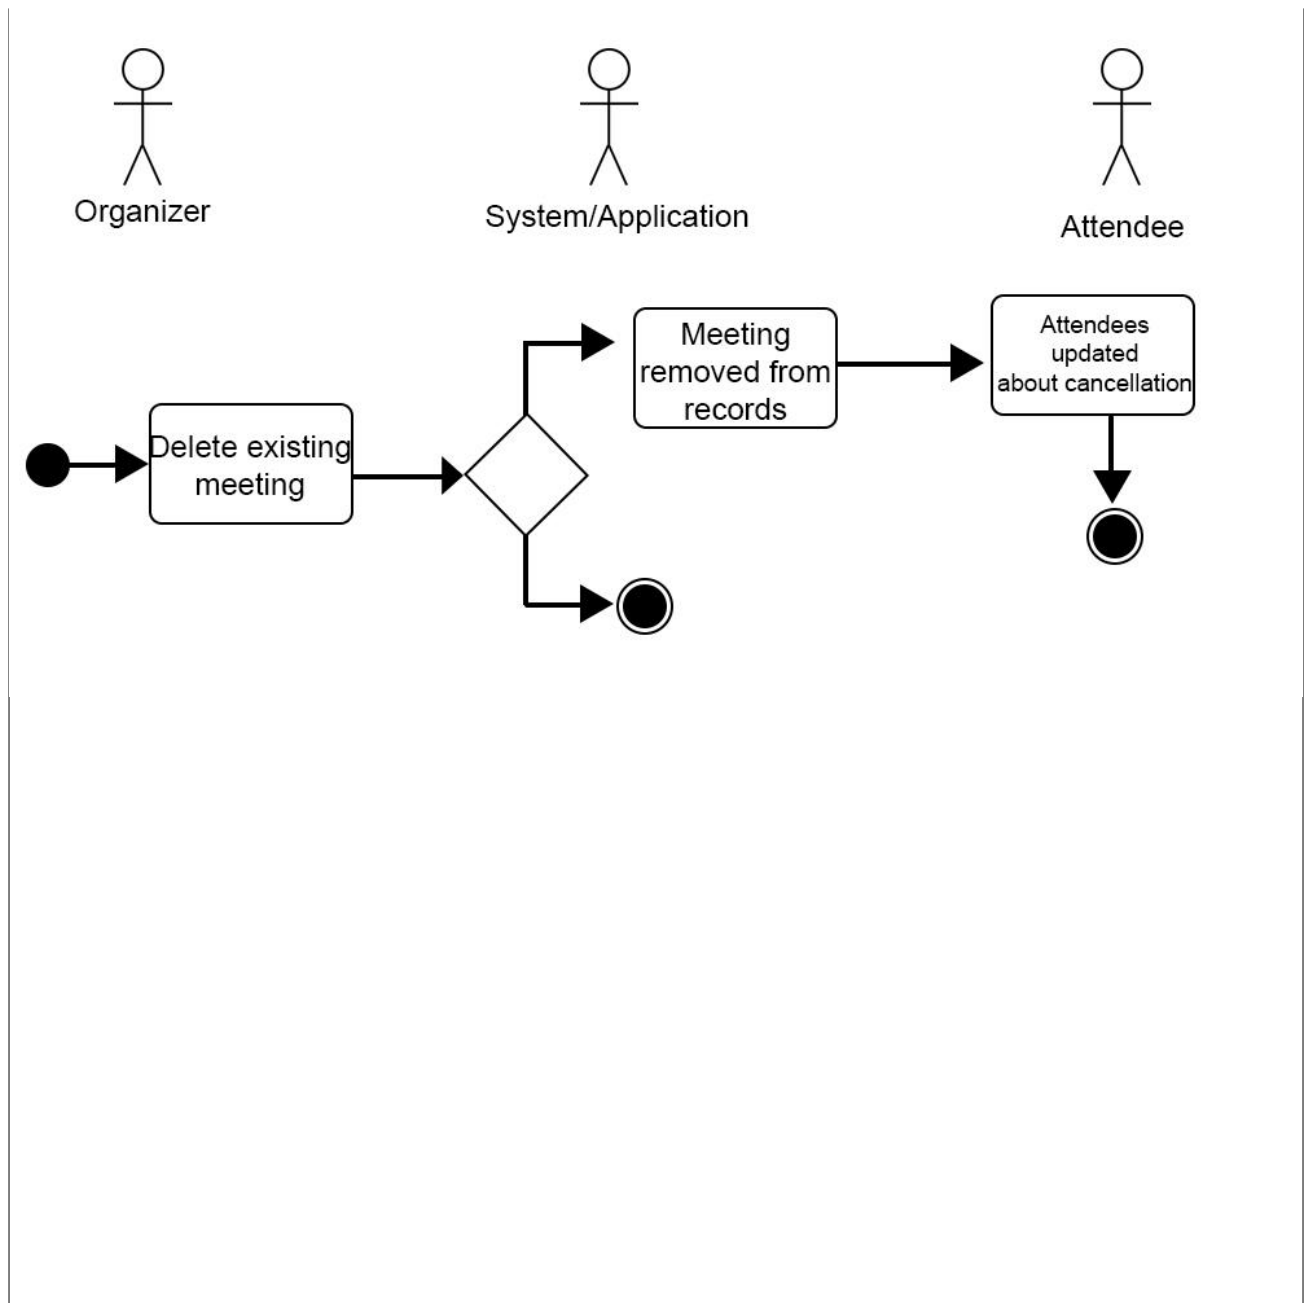 Organizer
System/Application
Attendee
Delete existing
meeting
Meeting
removed from
records
Attendees
updated
about cancellation